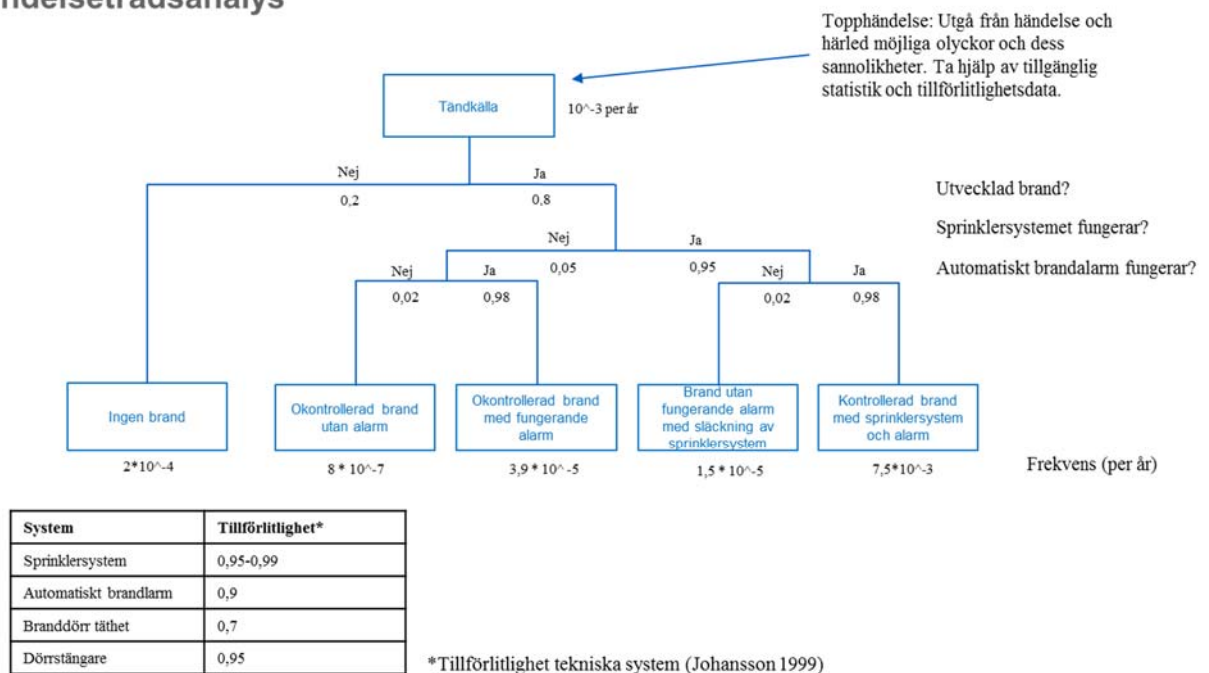 ndelseträdsanalys
Topphändelse: Utgå från händelse och
härled möjliga olyckor och dess
sannolikheter. Ta hjälp av tillgänglig
statistik och tillförlitlighetsdata.
Tändkälla
10^-3 per år
Nej
Ja
0,2
0,8
Utvecklad brand?
Sprinklersystemet fungerar?
Nej
Ja
0,05
0,95
Automatiskt brandalarm fungerar?
Nej
Ja
Nej
Ja
0,02
0,98
0,02
0,98
Ingen brand
Okontrollerad brand
utan alarm
Okontrollerad brand
med fungerande
alarm
Brand utan
fungerande alarm
med släckning av
sprinklersystem
Kontrollerad brand
med sprinklersystem
och alarm
2*10^-4
8 * 10^-7
3,9 * 10^-5
1,5 * 10^-5
7,5*10^-3
Frekvens (per år)
System Tillförlitlighet*
Sprinklersystem 0,95-0,99
Automatiskt brandlarm 0,9
Branddörr täthet 0,7
Dörrstängare 0,95
*Tillförlitlighet tekniska system (Johansson 1999)